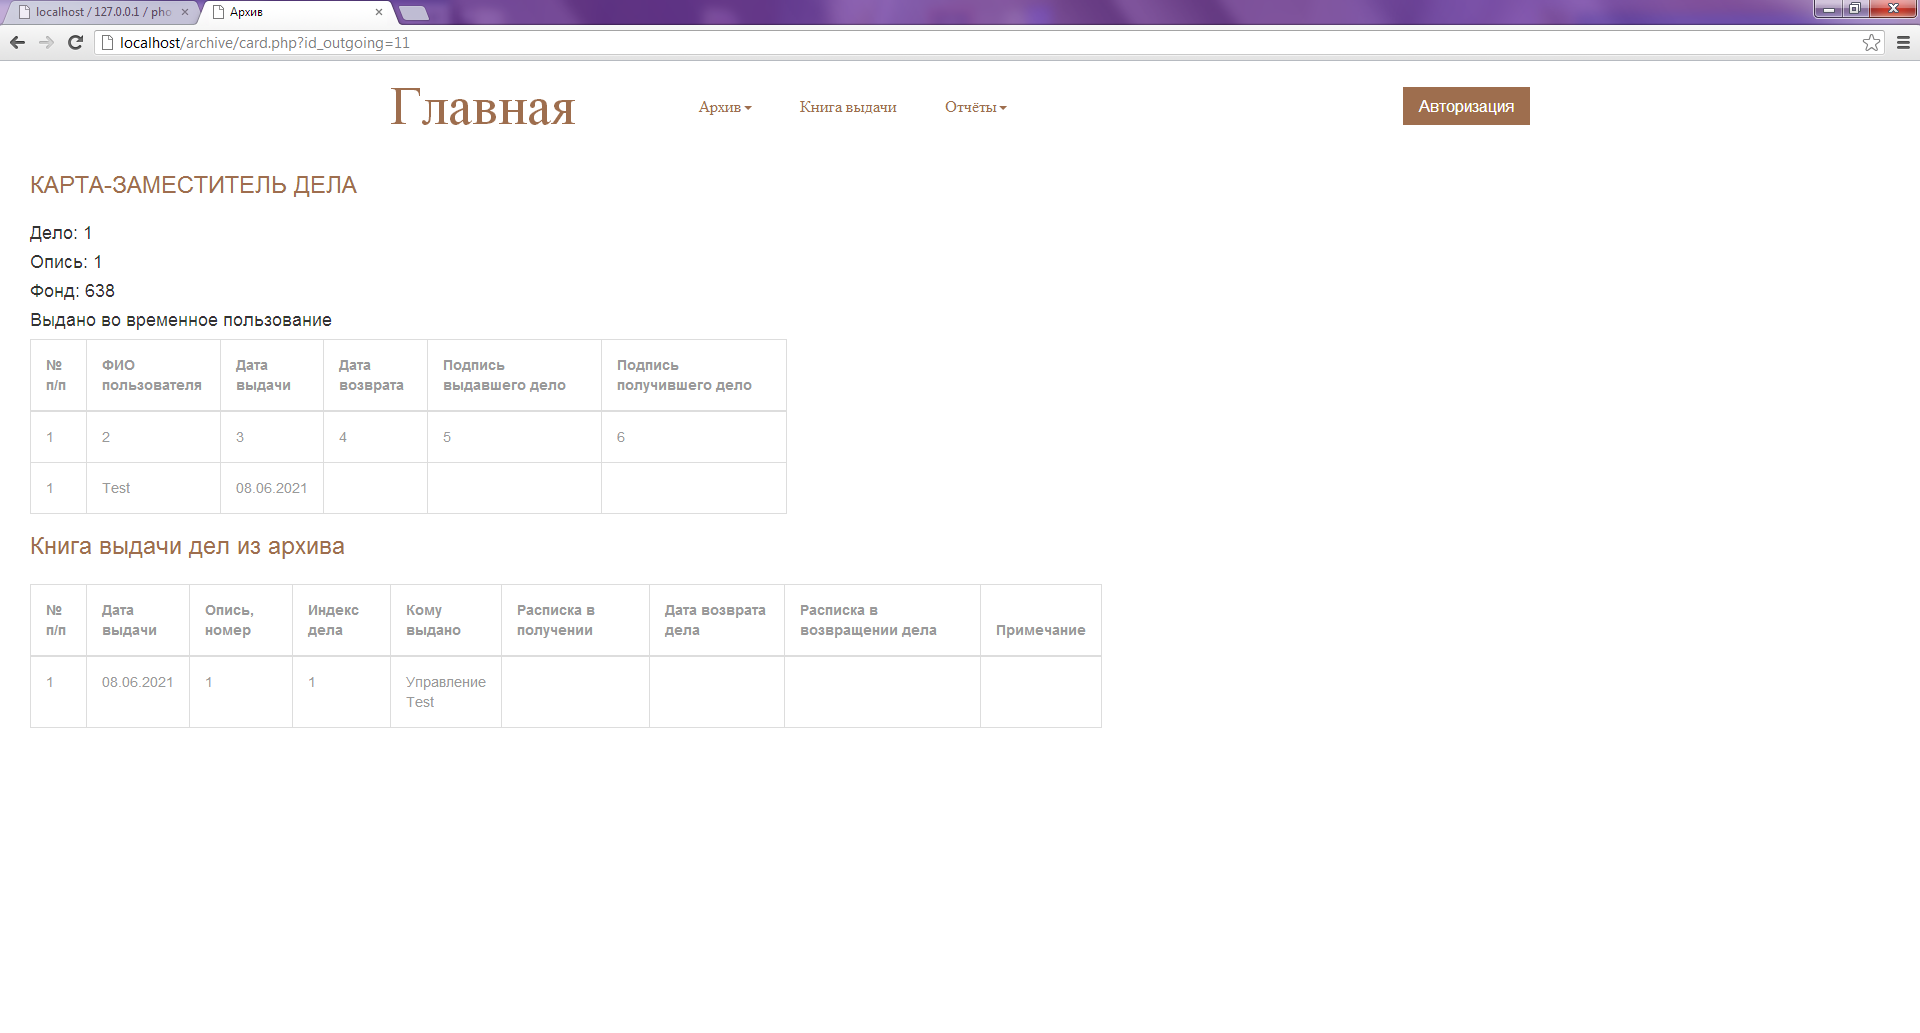 localhost / 127.0.0.1 / pho
Архив
localhost/archive/card.php?id_outgoing=11
Главная
Архив
Книга выдачи
Отчёты
Авторизация
КАРТА-ЗАМЕСТИТЕЛЬ ДЕЛА
Дело: 1
Опись: 1
Фонд: 638
Выдано во временное пользование
№ ФИО Дата Дата Подпись Подпись
п/п пользователя выдачи возврата выдавшего дело получившего дело
1 2 3 4 5 6
1 Test 08.06.2021
Книга выдачи дел из архива
№ Дата Опись, Индекс Кому Расписка в Дата возврата Расписка в
п/п выдачи номер дела выдано получении дела возвращении дела Примечание
1 08.06.2021 1 1 Управление
Test